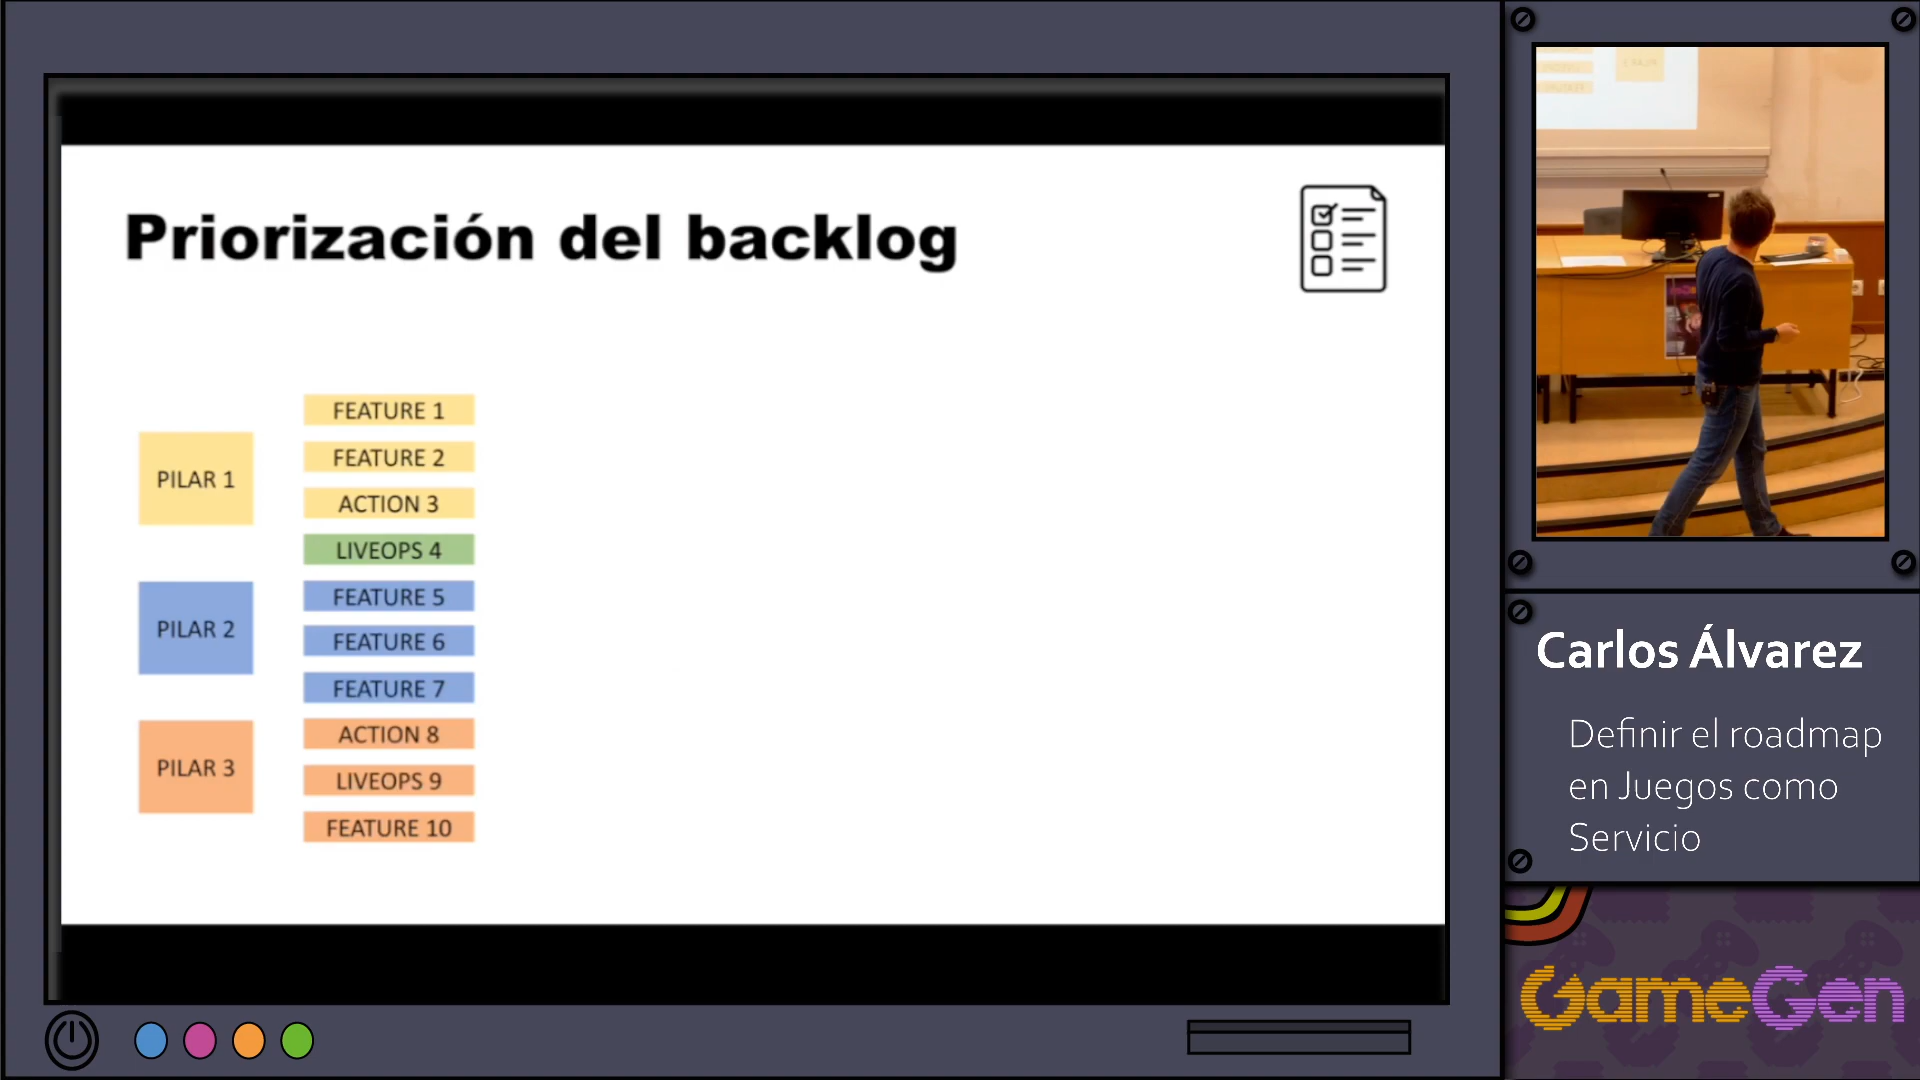 Priorización del backlog
PILAR 1
FEATURE 1
FEATURE 2
ACTION 3
LIVEOPS 4
PILAR 2
FEATURE 5
FEATURE 6
FEATURE 7
PILAR 3
ACTION 8
LIVEOPS 9
FEATURE 10
Carlos Álvarez
Definir el roadmap
en Juegos como
Servicio
GameGen